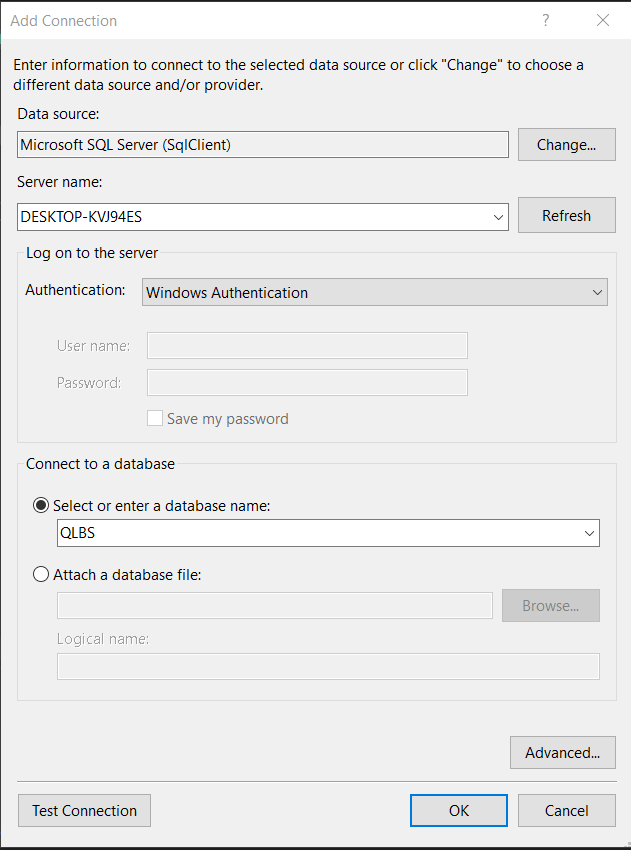 Add Connection
?
Enter information to connect to the selected data source or click "Change" to choose a
different data source and/or provider.
Data source:
Microsoft SQL Server (SqlClient)
Change...
Server name:
DESKTOP-KVJ94ES
Refresh
Log on to the server
Authentication:
Windows Authentication
User name:
Password:
Save my password
Connect to a database
Select or enter a database name:
QLBS
Attach a database file:
Browse...
Logical name:
Advanced...
Test Connection
OK
Cancel